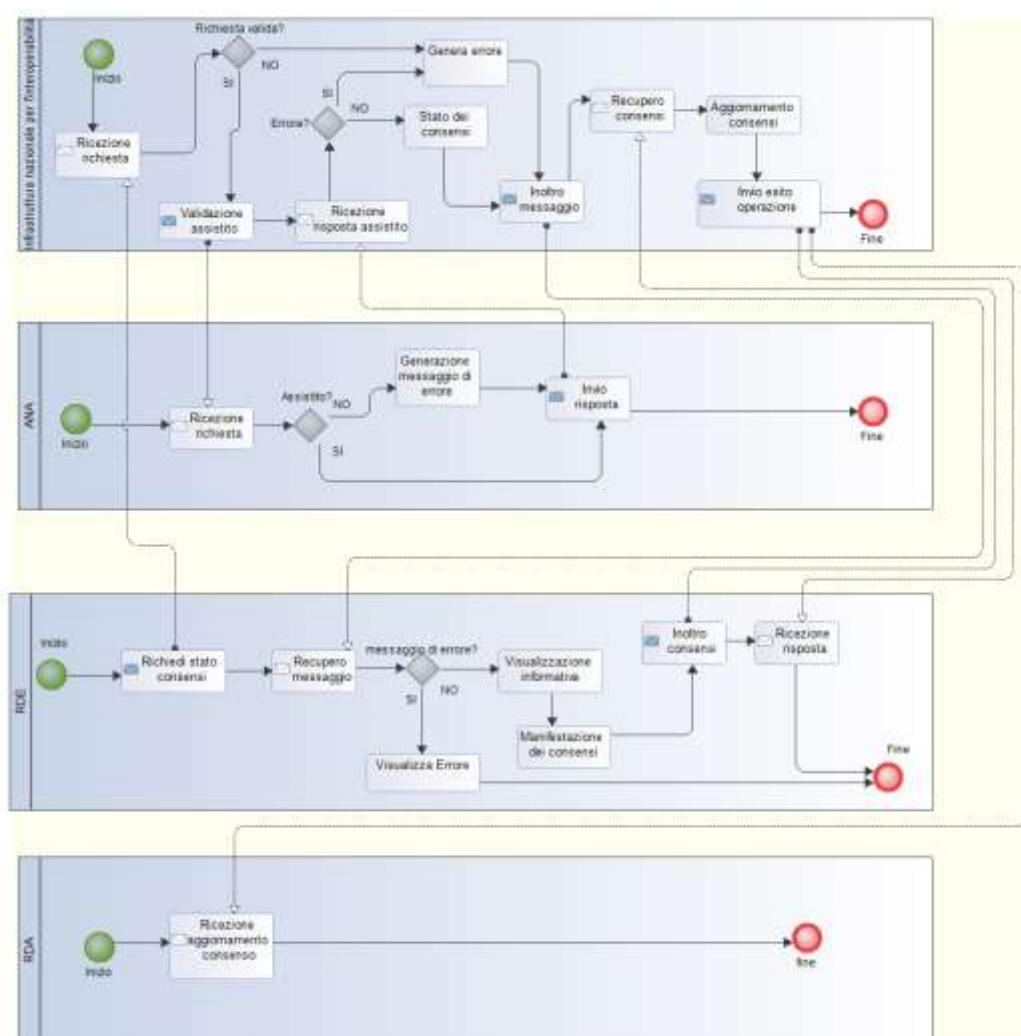 Infrastruttura nazionale per l'interoperabilità
Inizio
Ricezione
richiesta
Richiesta valida?
NO
SI
Validazione
assistito
Ricezione
risposta assistito
Errore?
SI
NO
Genera errore
Stato dei
consensi
Inoltro
messaggio
Recupero
consensi
Aggiornamento
consensi
Invio esito
operazione
Fine
ANA
Inizio
Ricezione
richiesta
Assistito?
NO
SI
Generazione
messaggio di
errore
Invio
risposta
Fine
RDE
Inizio
Richiedi stato
consensi
Recupero
messaggio
messaggio di errore?
NO
SI
Visualizzazione
informativa
Manifestazione
dei consensi
Visualizza Errore
Inoltro
consensi
Ricezione
risposta
Fine
RDA
Inizio
Ricezione
aggiornamento
consenso
fine